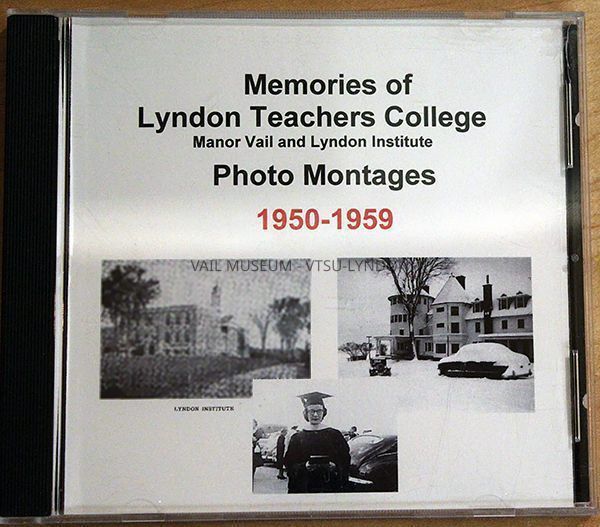 Memories of
Lyndon Teachers College
Manor Vail and Lyndon Institute
Photo Montages
1950-1959
VAIL MUSEUM - VTSU-LYNDON
LYNDON INSTITUTE